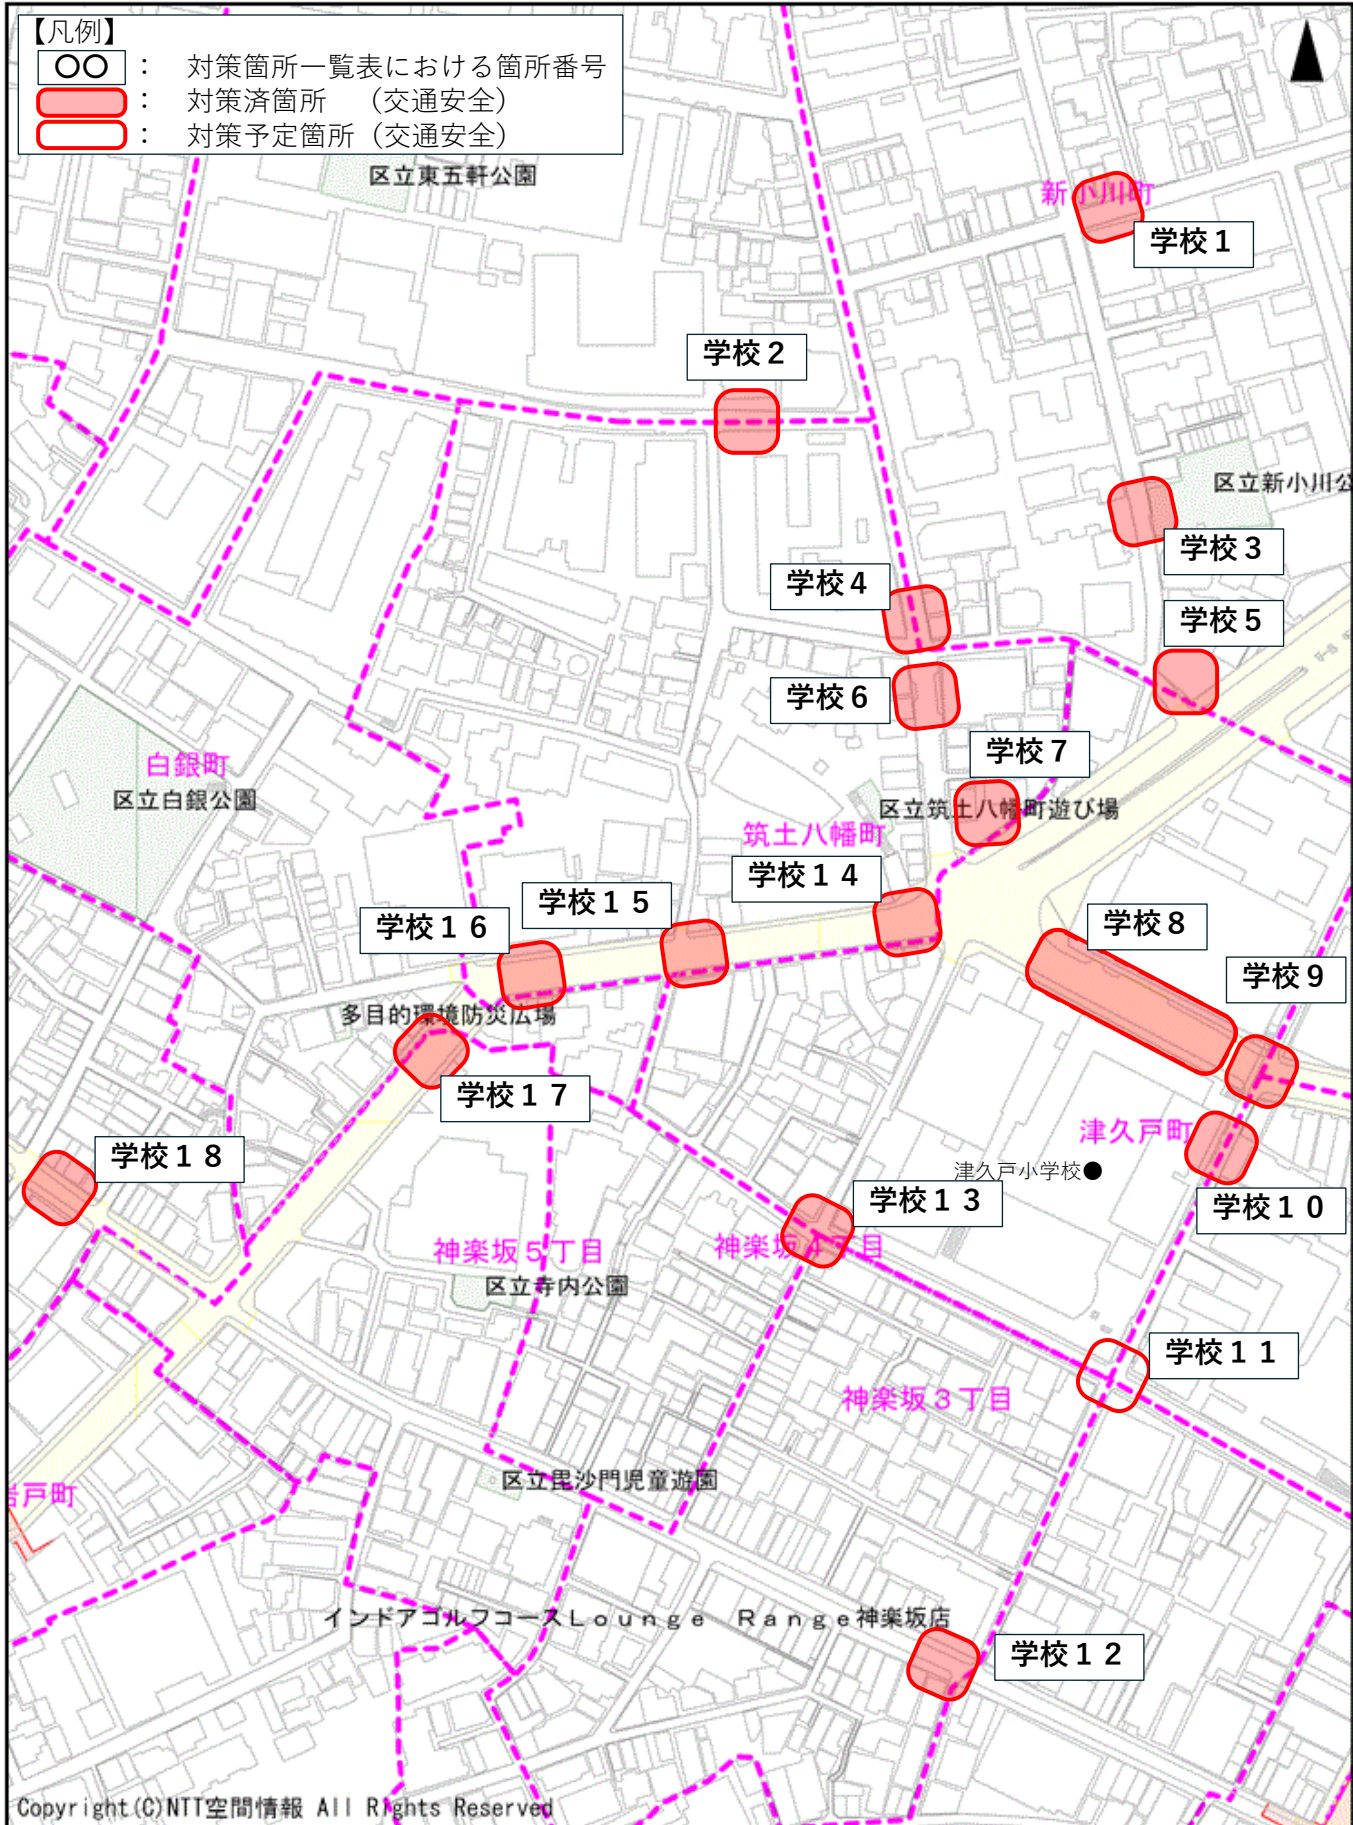 【凡例】
〇〇 : 対策箇所一覧表における箇所番号
: 対策済箇所 （交通安全）
: 対策予定箇所（交通安全）
区立東五軒公園
新小川町
学校１
学校２
区立新小川公
学校３
学校４
学校５
学校６
学校７
白銀町
区立白銀公園
区立筑土八幡町遊び場
筑土八幡町
学校１４
学校１５
学校１６
学校８
学校９
多目的環境防災広場
学校１７
津久戸町
学校１８
津久戸小学校●
学校１３
学校１０
神楽坂５丁目
神楽坂４丁目
区立寺内公園
学校１１
神楽坂３丁目
区立毘沙門児童遊園
戸町
インドアゴルフコースＬｏｕｎｇｅ　Ｒａｎｇｅ神楽坂店
学校１２
Copyright(C)NTT空間情報 All Rights Reserved